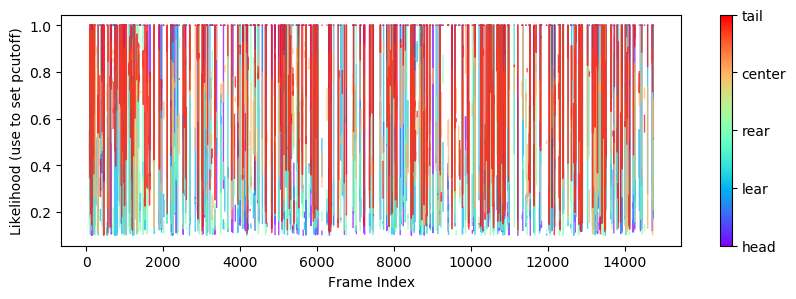 1.0
0.8
0.6
0.4
0.2
Likelihood (use to set pcutoff)
0 2000 4000 6000 8000 10000 12000 14000
Frame Index
tail
center
rear
lear
head